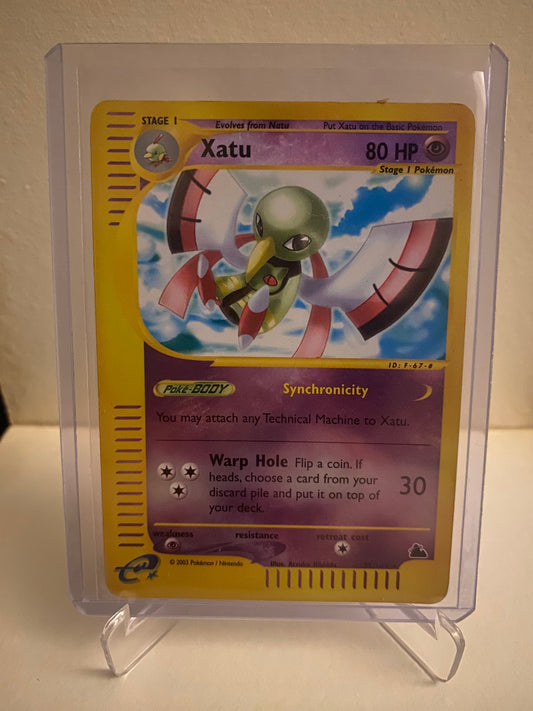 STAGE 1
Evolves from Natu
Put Xatu on the Basic Pokémon
Xatu
80 HP
Stage 1 Pokémon
ID: F-67-#
Poké-BODY
Synchronicity
You may attach any Technical Machine to Xatu.
Warp Hole Flip a coin. If
heads, choose a card from your
discard pile and put it on top of
your deck.
30
weakness
resistance
retreat cost
Illus. Atsuko Nishida
e
© 2003 Pokémon / Nintendo